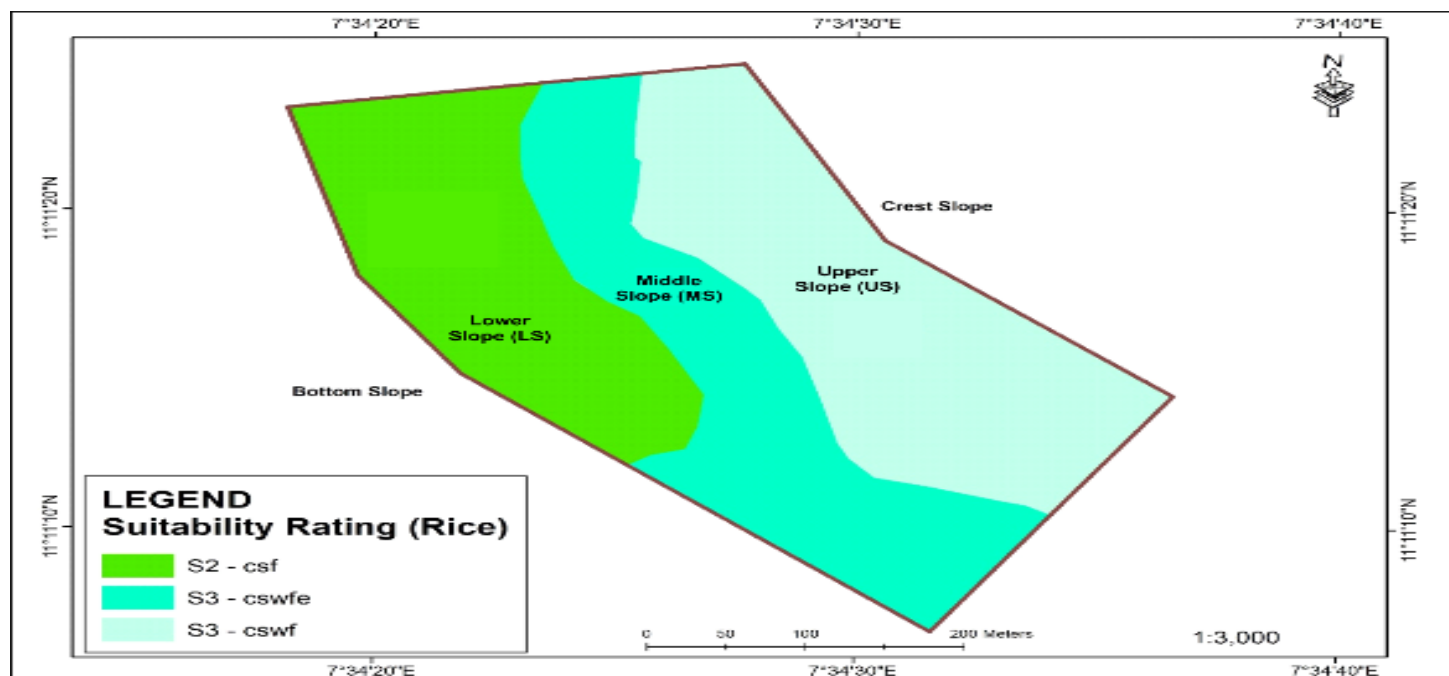 7°34'20"E 7°34'30"E 7°34'40"E
N
11°11'20"N
11°11'20"N
Crest Slope
Upper
Slope (US)
Middle
Slope (MS)
Lower
Slope (LS)
Bottom Slope
11°11'10"N
11°11'10"N
LEGEND
Suitability Rating (Rice)
S2 - csf
S3 - cswfe
S3 - cswf
0 50 100 200 Meters
1:3,000
7°34'20"E 7°34'30"E 7°34'40"E